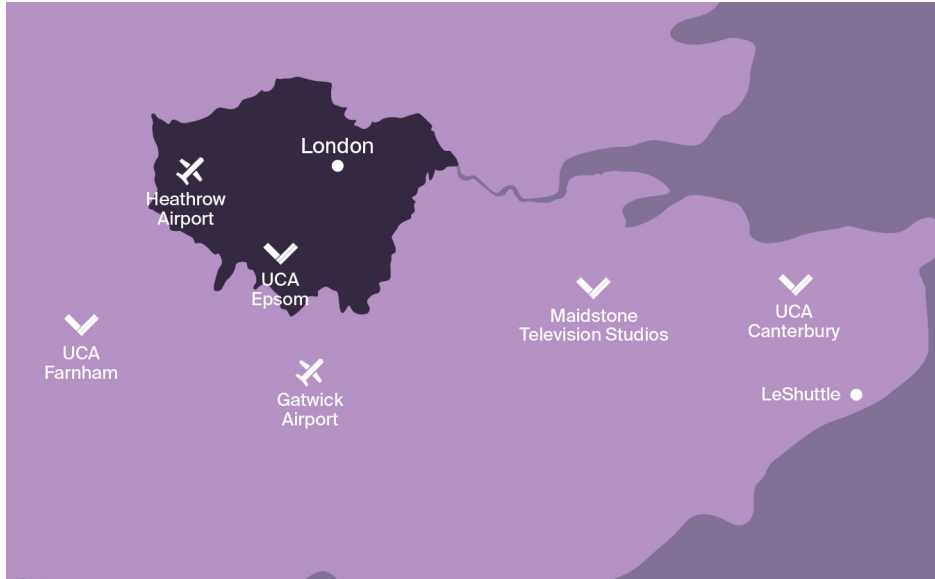 London
Heathrow
Airport
UCA
Epsom
Maidstone
Television Studios
UCA
Canterbury
UCA
Farnham
Gatwick
Airport
LeShuttle